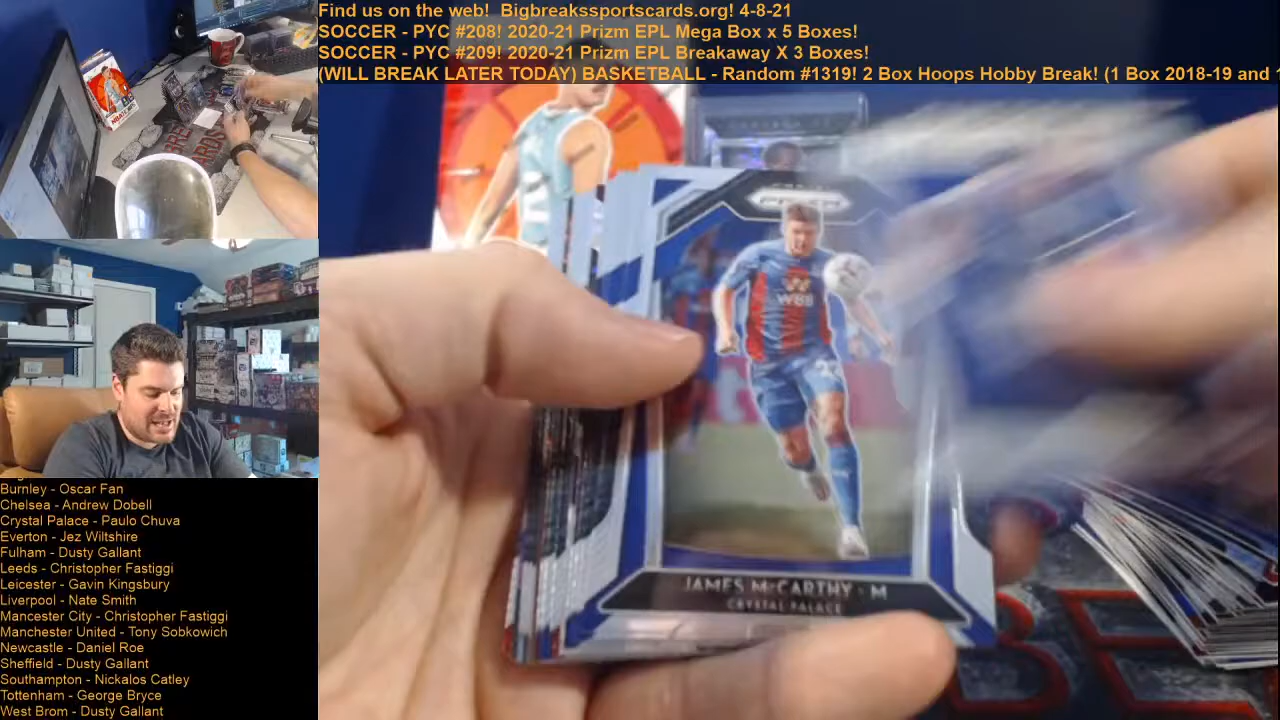 Find us on the web!  Bigbreakssportscards.org! 4-8-21
SOCCER - PYC #208! 2020-21 Prizm EPL Mega Box x 5 Boxes!
SOCCER - PYC #209! 2020-21 Prizm EPL Breakaway X 3 Boxes!
(WILL BREAK LATER TODAY) BASKETBALL - Random #1319! 2 Box Hoops Hobby Break! (1 Box 2018-19 and 1
W88
22
JAMES McCARTHY - M
CRYSTAL PALACE
Burnley - Oscar Fan
Chelsea - Andrew Dobell
Crystal Palace - Paulo Chuva
Everton - Jez Wiltshire
Fulham - Dusty Gallant
Leeds - Christopher Fastiggi
Leicester - Gavin Kingsbury
Liverpool - Nate Smith
Mancester City - Christopher Fastiggi
Manchester United - Tony Sobkowich
Newcastle - Daniel Roe
Sheffield - Dusty Gallant
Southampton - Nickalos Catley
Tottenham - George Bryce
West Brom - Dusty Gallant